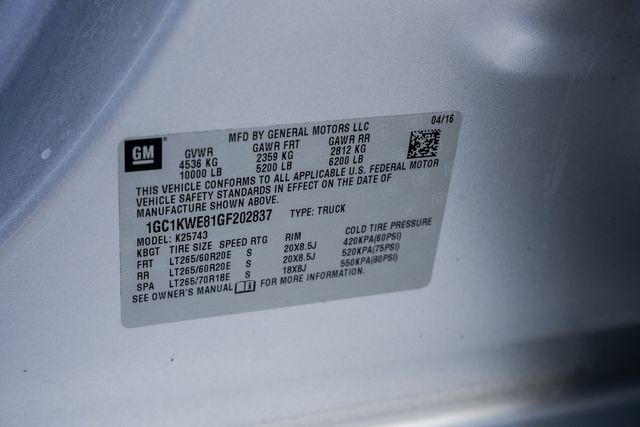 GM
MFD BY GENERAL MOTORS LLC 04/16
GVWR GAWR FRT GAWR RR
4536 KG 2359 KG 2812 KG
10000 LB 5200 LB 6200 LB
THIS VEHICLE CONFORMS TO ALL APPLICABLE U.S. FEDERAL MOTOR
VEHICLE SAFETY STANDARDS IN EFFECT ON THE DATE OF
MANUFACTURE SHOWN ABOVE.
1GC1KWE81GF202837 TYPE: TRUCK
MODEL: K25743
KBGT TIRE SIZE SPEED RTG RIM COLD TIRE PRESSURE
FRT LT265/60R20E S 20X8.5J 420KPA(60PSI)
RR LT265/60R20E S 20X8.5J 520KPA(75PSI)
SPA LT265/70R18E S 18X8J 550KPA(80PSI)
SEE OWNER'S MANUAL FOR MORE INFORMATION.